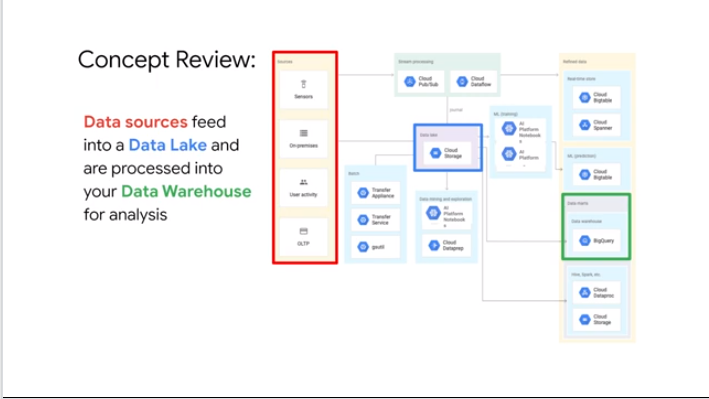 Concept Review:
Data sources feed
into a Data Lake and
are processed into
your Data Warehouse
for analysis
Sources
Sensors
On-premises
User activity
OLTP
Stream processing
Cloud
Pub/Sub
Cloud
Dataflow
Journal
Data lake
Cloud
Storage
Batch
Transfer
Appliance
Transfer
Service
gsutil
Data mining and exploration
AI
Platform
Notebook
s
Cloud
Dataprep
ML (training)
AI
Platform
Notebook
s
AI
Platform
Refined data
Real-time store
Cloud
Bigtable
Cloud
Spanner
ML (prediction)
Cloud
Bigtable
Data marts
Data warehouse
BigQuery
Hive, Spark, etc.
Cloud
Dataproc
Cloud
Storage